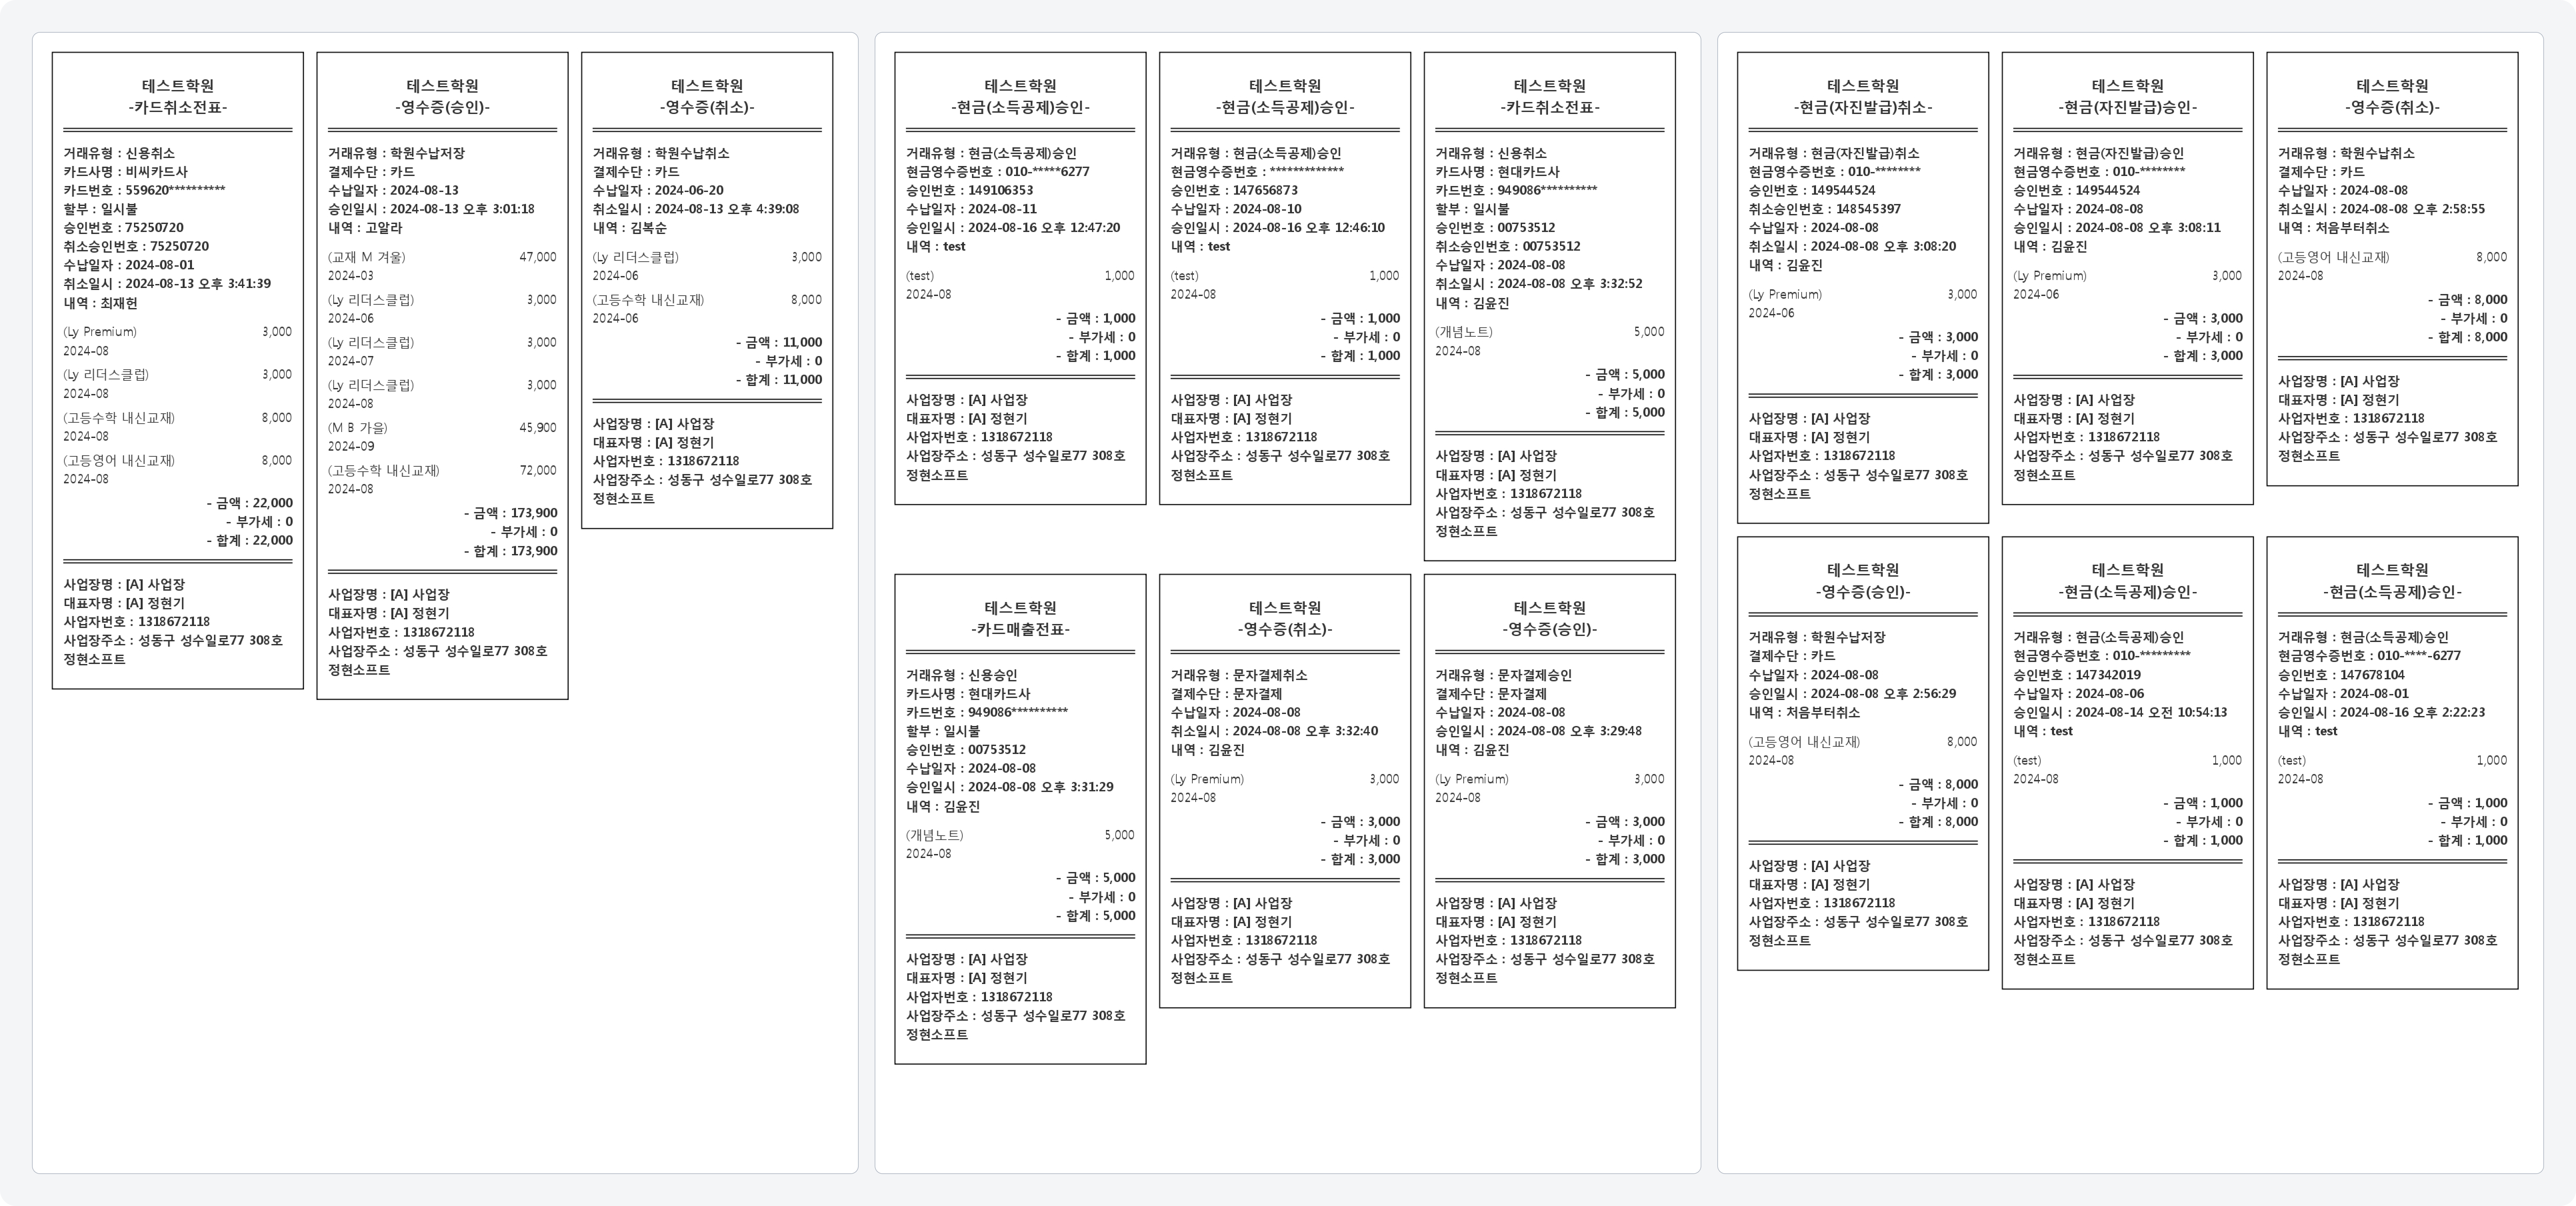 테스트학원
-카드취소전표-
거래유형 : 신용취소
카드사명 : 비씨카드사
카드번호 : 559620**********
할부 : 일시불
승인번호 : 75250720
취소승인번호 : 75250720
수납일자 : 2024-08-01
취소일시 : 2024-08-13 오후 3:41:39
내역 : 최재헌
(Ly Premium) 3,000
2024-08
(Ly 리더스클럽) 3,000
2024-08
(고등수학 내신교재) 8,000
2024-08
(고등영어 내신교재) 8,000
2024-08
- 금액 : 22,000
- 부가세 : 0
- 합계 : 22,000
사업장명 : [A] 사업장
대표자명 : [A] 정현기
사업자번호 : 1318672118
사업장주소 : 성동구 성수일로77 308호
정현소프트
테스트학원
-영수증(승인)-
거래유형 : 학원수납저장
결제수단 : 카드
수납일자 : 2024-08-13
승인일시 : 2024-08-13 오후 3:01:18
내역 : 고알라
(교재 M 겨울) 47,000
2024-03
(Ly 리더스클럽) 3,000
2024-06
(Ly 리더스클럽) 3,000
2024-07
(Ly 리더스클럽) 3,000
2024-08
(M B 가을) 45,900
2024-09
(고등수학 내신교재) 72,000
2024-08
- 금액 : 173,900
- 부가세 : 0
- 합계 : 173,900
사업장명 : [A] 사업장
대표자명 : [A] 정현기
사업자번호 : 1318672118
사업장주소 : 성동구 성수일로77 308호
정현소프트
테스트학원
-영수증(취소)-
거래유형 : 학원수납취소
결제수단 : 카드
수납일자 : 2024-06-20
취소일시 : 2024-08-13 오후 4:39:08
내역 : 김복순
(Ly 리더스클럽) 3,000
2024-06
(고등수학 내신교재) 8,000
2024-06
- 금액 : 11,000
- 부가세 : 0
- 합계 : 11,000
사업장명 : [A] 사업장
대표자명 : [A] 정현기
사업자번호 : 1318672118
사업장주소 : 성동구 성수일로77 308호
정현소프트
테스트학원
-현금(소득공제)승인-
거래유형 : 현금(소득공제)승인
현금영수증번호 : 010-*****6277
승인번호 : 149106353
수납일자 : 2024-08-11
승인일시 : 2024-08-16 오후 12:47:20
내역 : test
(test) 1,000
2024-08
- 금액 : 1,000
- 부가세 : 0
- 합계 : 1,000
사업장명 : [A] 사업장
대표자명 : [A] 정현기
사업자번호 : 1318672118
사업장주소 : 성동구 성수일로77 308호
정현소프트
테스트학원
-현금(소득공제)승인-
거래유형 : 현금(소득공제)승인
현금영수증번호 : *************
승인번호 : 147656873
수납일자 : 2024-08-10
승인일시 : 2024-08-16 오후 12:46:10
내역 : test
(test) 1,000
2024-08
- 금액 : 1,000
- 부가세 : 0
- 합계 : 1,000
사업장명 : [A] 사업장
대표자명 : [A] 정현기
사업자번호 : 1318672118
사업장주소 : 성동구 성수일로77 308호
정현소프트
테스트학원
-카드취소전표-
거래유형 : 신용취소
카드사명 : 현대카드사
카드번호 : 949086**********
할부 : 일시불
승인번호 : 00753512
취소승인번호 : 00753512
수납일자 : 2024-08-08
취소일시 : 2024-08-08 오후 3:32:52
내역 : 김윤진
(개념노트) 5,000
2024-08
- 금액 : 5,000
- 부가세 : 0
- 합계 : 5,000
사업장명 : [A] 사업장
대표자명 : [A] 정현기
사업자번호 : 1318672118
사업장주소 : 성동구 성수일로77 308호
정현소프트
테스트학원
-카드매출전표-
거래유형 : 신용승인
카드사명 : 현대카드사
카드번호 : 949086**********
할부 : 일시불
승인번호 : 00753512
수납일자 : 2024-08-08
승인일시 : 2024-08-08 오후 3:31:29
내역 : 김윤진
(개념노트) 5,000
2024-08
- 금액 : 5,000
- 부가세 : 0
- 합계 : 5,000
사업장명 : [A] 사업장
대표자명 : [A] 정현기
사업자번호 : 1318672118
사업장주소 : 성동구 성수일로77 308호
정현소프트
테스트학원
-영수증(취소)-
거래유형 : 문자결제취소
결제수단 : 문자결제
수납일자 : 2024-08-08
취소일시 : 2024-08-08 오후 3:32:40
내역 : 김윤진
(Ly Premium) 3,000
2024-08
- 금액 : 3,000
- 부가세 : 0
- 합계 : 3,000
사업장명 : [A] 사업장
대표자명 : [A] 정현기
사업자번호 : 1318672118
사업장주소 : 성동구 성수일로77 308호
정현소프트
테스트학원
-영수증(승인)-
거래유형 : 문자결제승인
결제수단 : 문자결제
수납일자 : 2024-08-08
승인일시 : 2024-08-08 오후 3:29:48
내역 : 김윤진
(Ly Premium) 3,000
2024-08
- 금액 : 3,000
- 부가세 : 0
- 합계 : 3,000
사업장명 : [A] 사업장
대표자명 : [A] 정현기
사업자번호 : 1318672118
사업장주소 : 성동구 성수일로77 308호
정현소프트
테스트학원
-현금(자진발급)취소-
거래유형 : 현금(자진발급)취소
현금영수증번호 : 010-********
승인번호 : 149544524
취소승인번호 : 148545397
수납일자 : 2024-08-08
취소일시 : 2024-08-08 오후 3:08:20
내역 : 김윤진
(Ly Premium) 3,000
2024-06
- 금액 : 3,000
- 부가세 : 0
- 합계 : 3,000
사업장명 : [A] 사업장
대표자명 : [A] 정현기
사업자번호 : 1318672118
사업장주소 : 성동구 성수일로77 308호
정현소프트
테스트학원
-현금(자진발급)승인-
거래유형 : 현금(자진발급)승인
현금영수증번호 : 010-********
승인번호 : 149544524
수납일자 : 2024-08-08
승인일시 : 2024-08-08 오후 3:08:11
내역 : 김윤진
(Ly Premium) 3,000
2024-06
- 금액 : 3,000
- 부가세 : 0
- 합계 : 3,000
사업장명 : [A] 사업장
대표자명 : [A] 정현기
사업자번호 : 1318672118
사업장주소 : 성동구 성수일로77 308호
정현소프트
테스트학원
-영수증(취소)-
거래유형 : 학원수납취소
결제수단 : 카드
수납일자 : 2024-08-08
취소일시 : 2024-08-08 오후 2:58:55
내역 : 처음부터취소
(고등영어 내신교재) 8,000
2024-08
- 금액 : 8,000
- 부가세 : 0
- 합계 : 8,000
사업장명 : [A] 사업장
대표자명 : [A] 정현기
사업자번호 : 1318672118
사업장주소 : 성동구 성수일로77 308호
정현소프트
테스트학원
-영수증(승인)-
거래유형 : 학원수납저장
결제수단 : 카드
수납일자 : 2024-08-08
승인일시 : 2024-08-08 오후 2:56:29
내역 : 처음부터취소
(고등영어 내신교재) 8,000
2024-08
- 금액 : 8,000
- 부가세 : 0
- 합계 : 8,000
사업장명 : [A] 사업장
대표자명 : [A] 정현기
사업자번호 : 1318672118
사업장주소 : 성동구 성수일로77 308호
정현소프트
테스트학원
-현금(소득공제)승인-
거래유형 : 현금(소득공제)승인
현금영수증번호 : 010-*********
승인번호 : 147342019
수납일자 : 2024-08-06
승인일시 : 2024-08-14 오전 10:54:13
내역 : test
(test) 1,000
2024-08
- 금액 : 1,000
- 부가세 : 0
- 합계 : 1,000
사업장명 : [A] 사업장
대표자명 : [A] 정현기
사업자번호 : 1318672118
사업장주소 : 성동구 성수일로77 308호
정현소프트
테스트학원
-현금(소득공제)승인-
거래유형 : 현금(소득공제)승인
현금영수증번호 : 010-****-6277
승인번호 : 147678104
수납일자 : 2024-08-01
승인일시 : 2024-08-16 오후 2:22:23
내역 : test
(test) 1,000
2024-08
- 금액 : 1,000
- 부가세 : 0
- 합계 : 1,000
사업장명 : [A] 사업장
대표자명 : [A] 정현기
사업자번호 : 1318672118
사업장주소 : 성동구 성수일로77 308호
정현소프트